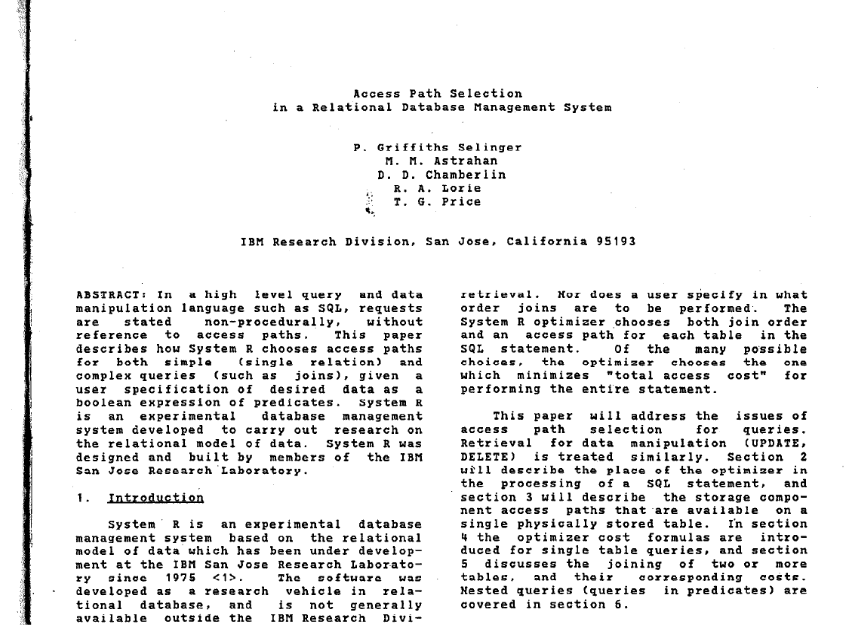 Access Path Selection
in a Relational Database Management System
P. Griffiths Selinger
M. M. Astrahan
D. D. Chamberlin
R. A. Lorie
T. G. Price
IBM Research Division, San Jose, California 95193
ABSTRACT: In a high level query and data
manipulation language such as SQL, requests
are stated non-procedurally, without
reference to access paths. This paper
describes how System R chooses access paths
for both simple (single relation) and
complex queries (such as joins), given a
user specification of desired data as a
boolean expression of predicates. System R
is an experimental database management
system developed to carry out research on
the relational model of data. System R was
designed and built by members of the IBM
San Jose Research Laboratory.
1. Introduction
System R is an experimental database
management system based on the relational
model of data which has been under develop-
ment at the IBM San Jose Research Laborato-
ry since 1975 <1>. The software was
developed as a research vehicle in rela-
tional database, and is not generally
available outside the IBM Research Divi-
retrieval. Nor does a user specify in what
order joins are to be performed. The
System R optimizer chooses both join order
and an access path for each table in the
SQL statement. Of the many possible
choices, the optimizer chooses the one
which minimizes "total access cost" for
performing the entire statement.
This paper will address the issues of
access path selection for queries.
Retrieval for data manipulation (UPDATE,
DELETE) is treated similarly. Section 2
will describe the place of the optimizer in
the processing of a SQL statement, and
section 3 will describe the storage compo-
nent access paths that are available on a
single physically stored table. In section
4 the optimizer cost formulas are intro-
duced for single table queries, and section
5 discusses the joining of two or more
tables, and their corresponding costs.
Nested queries (queries in predicates) are
covered in section 6.